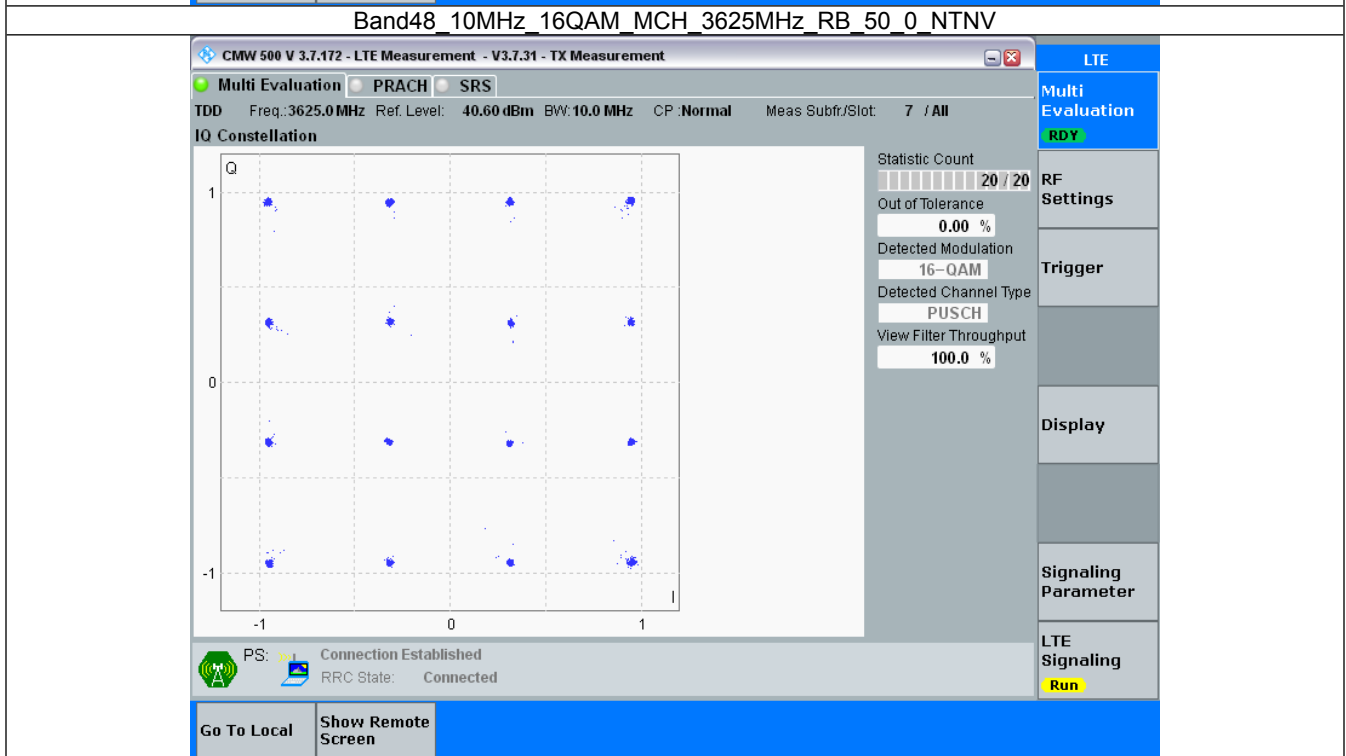 Band48_10MHz_16QAM_MCH_3625MHz_RB_50_0_NTNV
CMW 500 V 3.7.172 - LTE Measurement - V3.7.31 - TX Measurement
LTE
Multi Evaluation PRACH SRS
TDD Freq.:3625.0 MHz Ref. Level: 40.60 dBm BW:10.0 MHz CP :Normal Meas Subfr./Slot: 7 / All
IQ Constellation
Q
1
0
-1
I
-1 0 1
Statistic Count
20 / 20
Out of Tolerance
0.00 %
Detected Modulation
16-QAM
Detected Channel Type
PUSCH
View Filter Throughput
100.0 %
Multi
Evaluation
RDY
RF
Settings
Trigger
Display
Signaling
Parameter
LTE
Signaling
Run
PS: Connection Established
RRC State: Connected
Go To Local
Show Remote
Screen